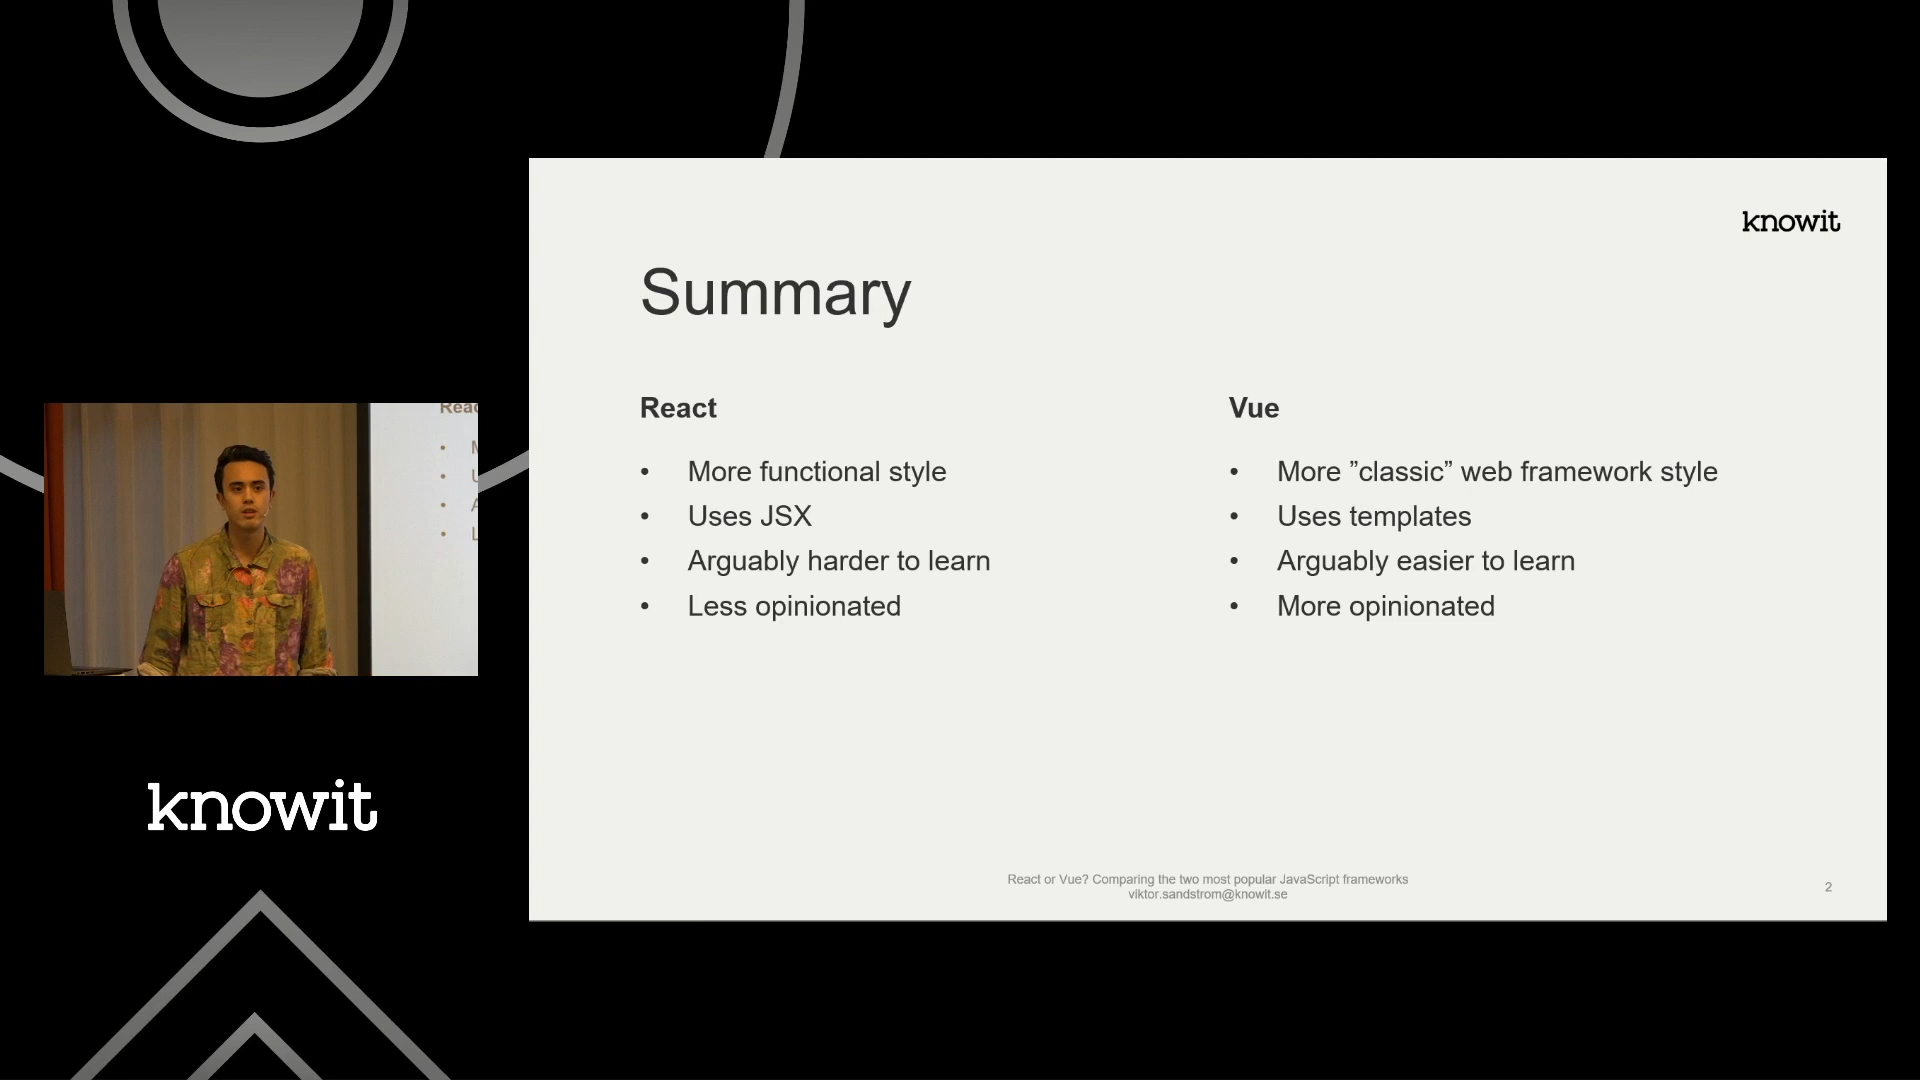 knowit
Summary
React
• More functional style
• Uses JSX
• Arguably harder to learn
• Less opinionated
Vue
• More ”classic” web framework style
• Uses templates
• Arguably easier to learn
• More opinionated
React or Vue? Comparing the two most popular JavaScript frameworks
viktor.sandstrom@knowit.se
2
knowit